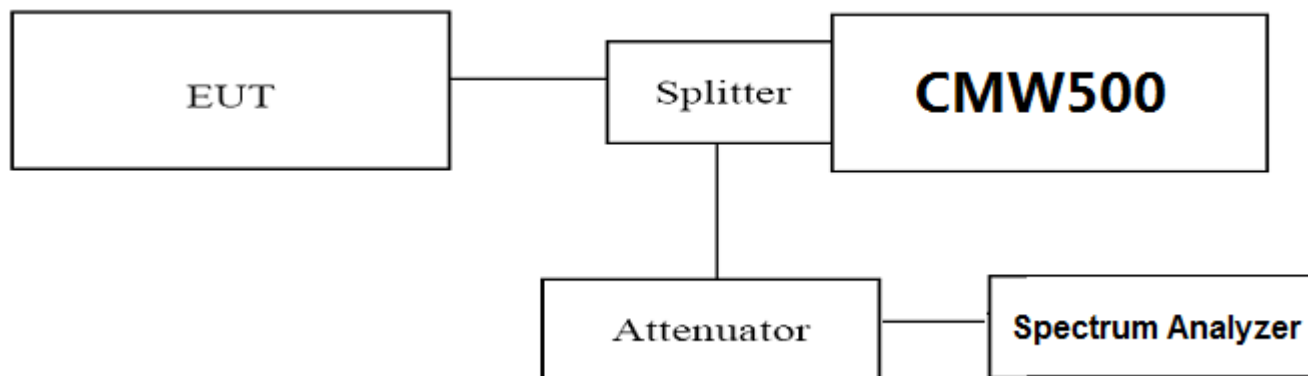 EUT
Splitter
CMW500
Attenuator
Spectrum Analyzer